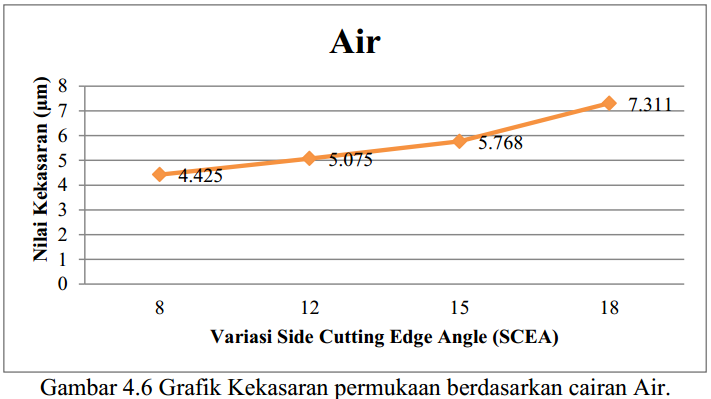 Air
Nilai Kekasaran (μm)
8
7
6
5
4
3
2
1
0
4.425
5.075
5.768
7.311
8 12 15 18
Variasi Side Cutting Edge Angle (SCEA)
Gambar 4.6 Grafik Kekasaran permukaan berdasarkan cairan Air.